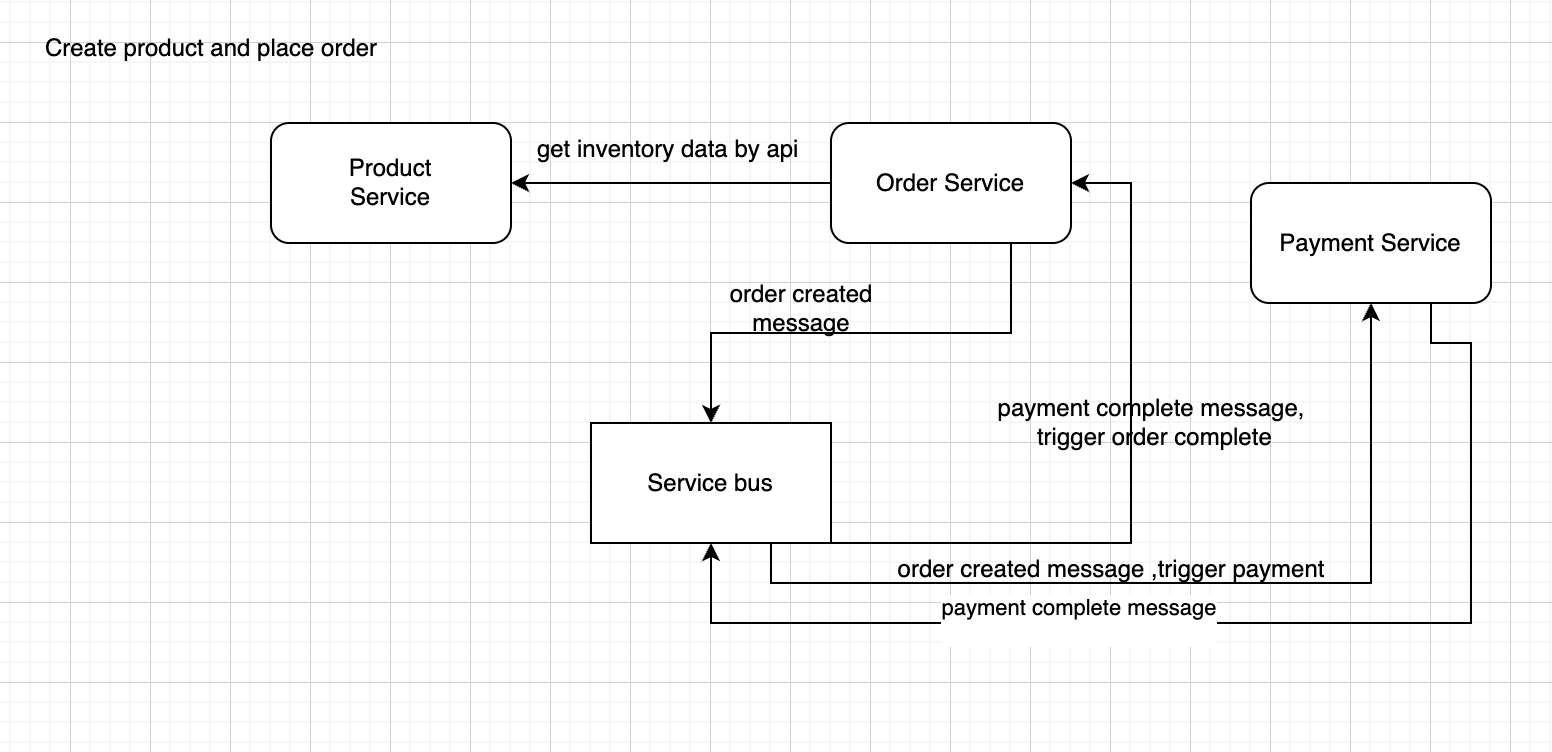 Create product and place order
get inventory data by api
Product
Service
Order Service
Payment Service
order created
message
payment complete message,
trigger order complete
Service bus
order created message ,trigger payment
payment complete message